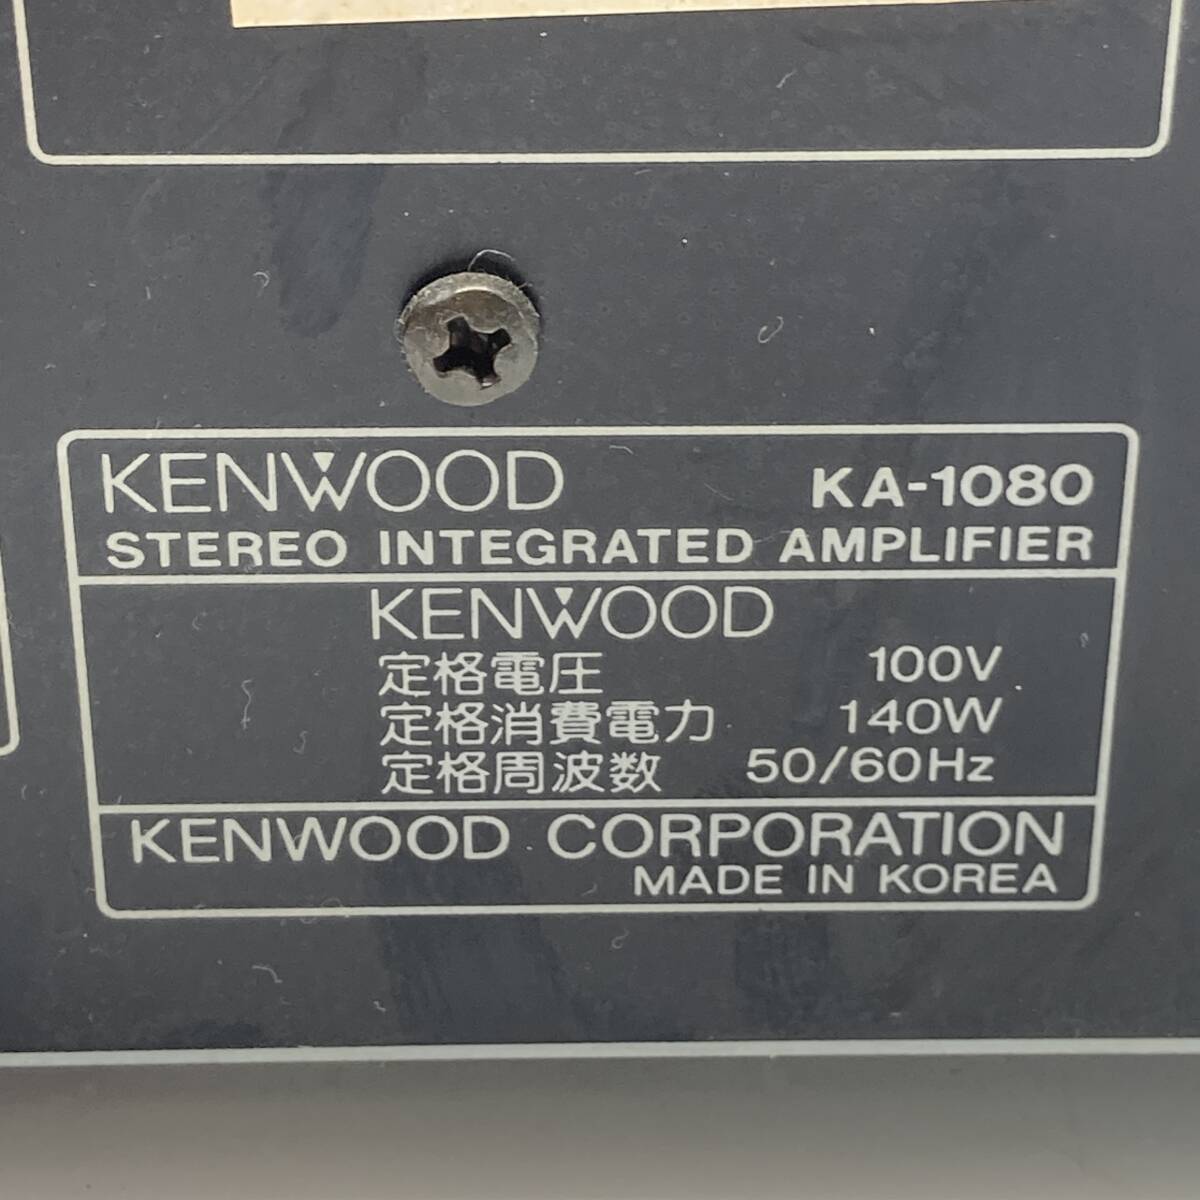 KENWOOD KA-1080
STEREO INTEGRATED AMPLIFIER
KENWOOD
定格電圧 100V
定格消費電力 140W
定格周波数 50/60Hz
KENWOOD CORPORATION
MADE IN KOREA